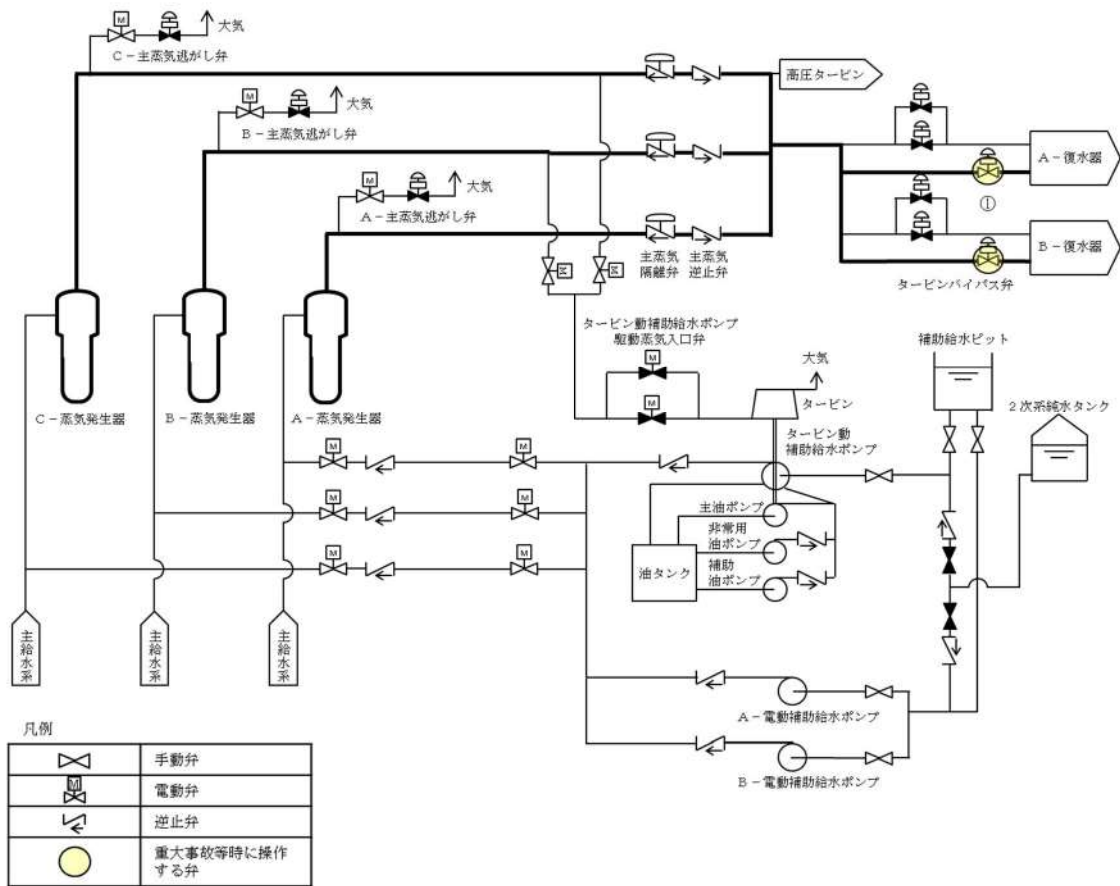 M
大気
C－主蒸気逃がし弁
高圧タービン
M
大気
B－主蒸気逃がし弁
A－復水器
M
大気
A－主蒸気逃がし弁
①
主蒸気
隔離弁
主蒸気
逆止弁
B－復水器
タービンバイパス弁
M
M
タービン動補助給水ポンプ
駆動蒸気入口弁
M
M
大気
タービン
補助給水ピット
2次系純水タンク
C－蒸気発生器
B－蒸気発生器
A－蒸気発生器
タービン動
補助給水ポンプ
M
M
M
M
M
M
主油ポンプ
非常用
油ポンプ
補助
油ポンプ
油タンク
主給水系
主給水系
主給水系
A－電動補助給水ポンプ
B－電動補助給水ポンプ
凡例
手動弁
M
電動弁
逆止弁
重大事故等時に操作
する弁